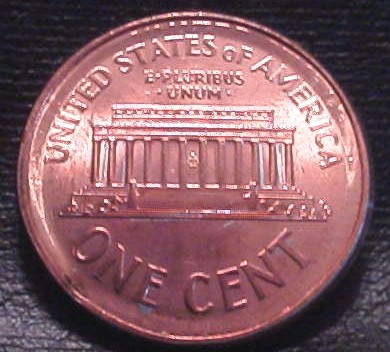 UNITED STATES OF AMERICA
E·PLURIBUS
·UNUM·
ONE CENT